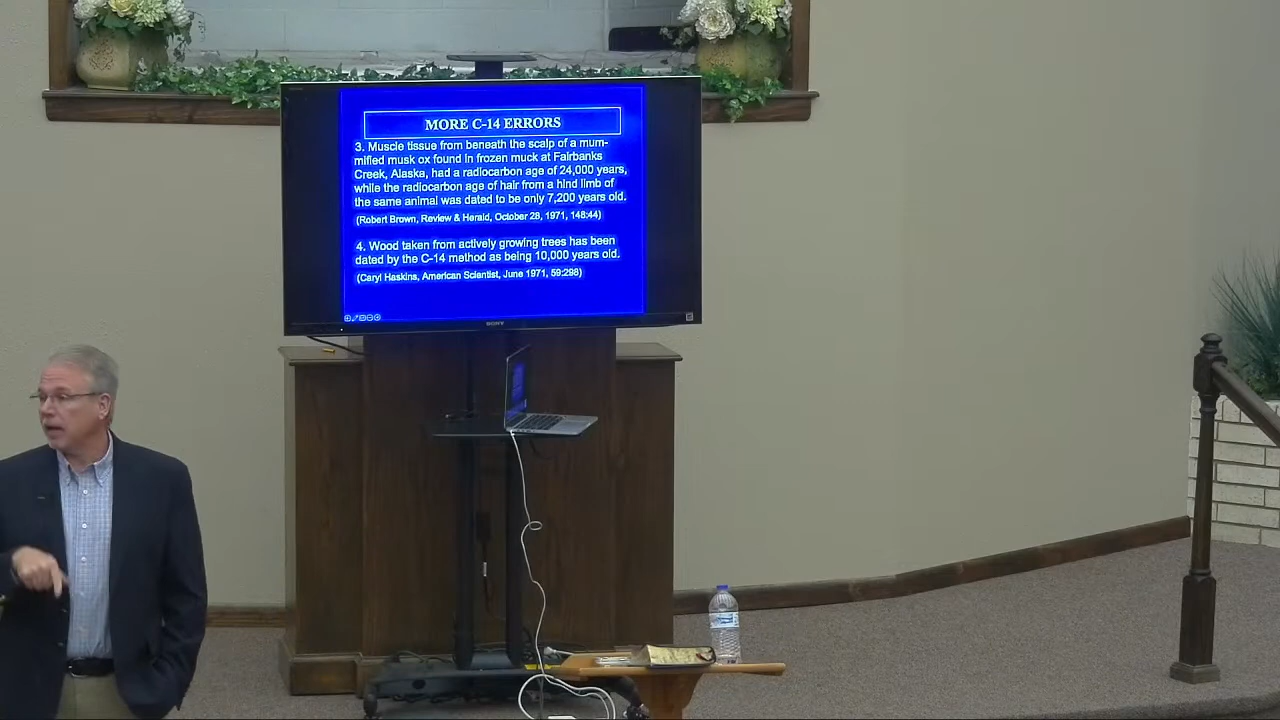 MORE C-14 ERRORS
3. Muscle tissue from beneath the scalp of a mum-
mified musk ox found in frozen muck at Fairbanks
Creek, Alaska, had a radiocarbon age of 24,000 years,
while the radiocarbon age of hair from a hind limb of
the same animal was dated to be only 7,200 years old.
(Robert Brown, Review & Herald, October 28, 1971, 148:44)
4. Wood taken from actively growing trees has been
dated by the C-14 method as being 10,000 years old.
(Caryl Haskins, American Scientist, June 1971, 59:298)
SONY